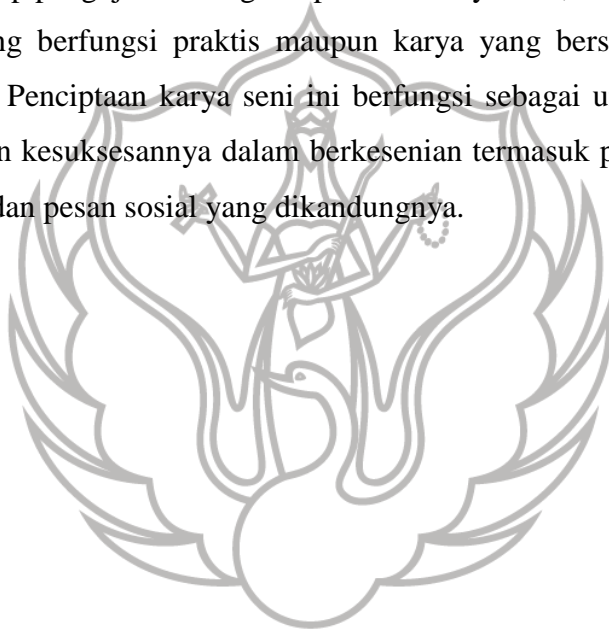 ng berfungsi praktis maupun karya yang bers
Penciptaan karya seni ini berfungsi sebagai u
n kesuksesannya dalam berkesenian termasuk p
dan pesan sosial yang dikandungnya.